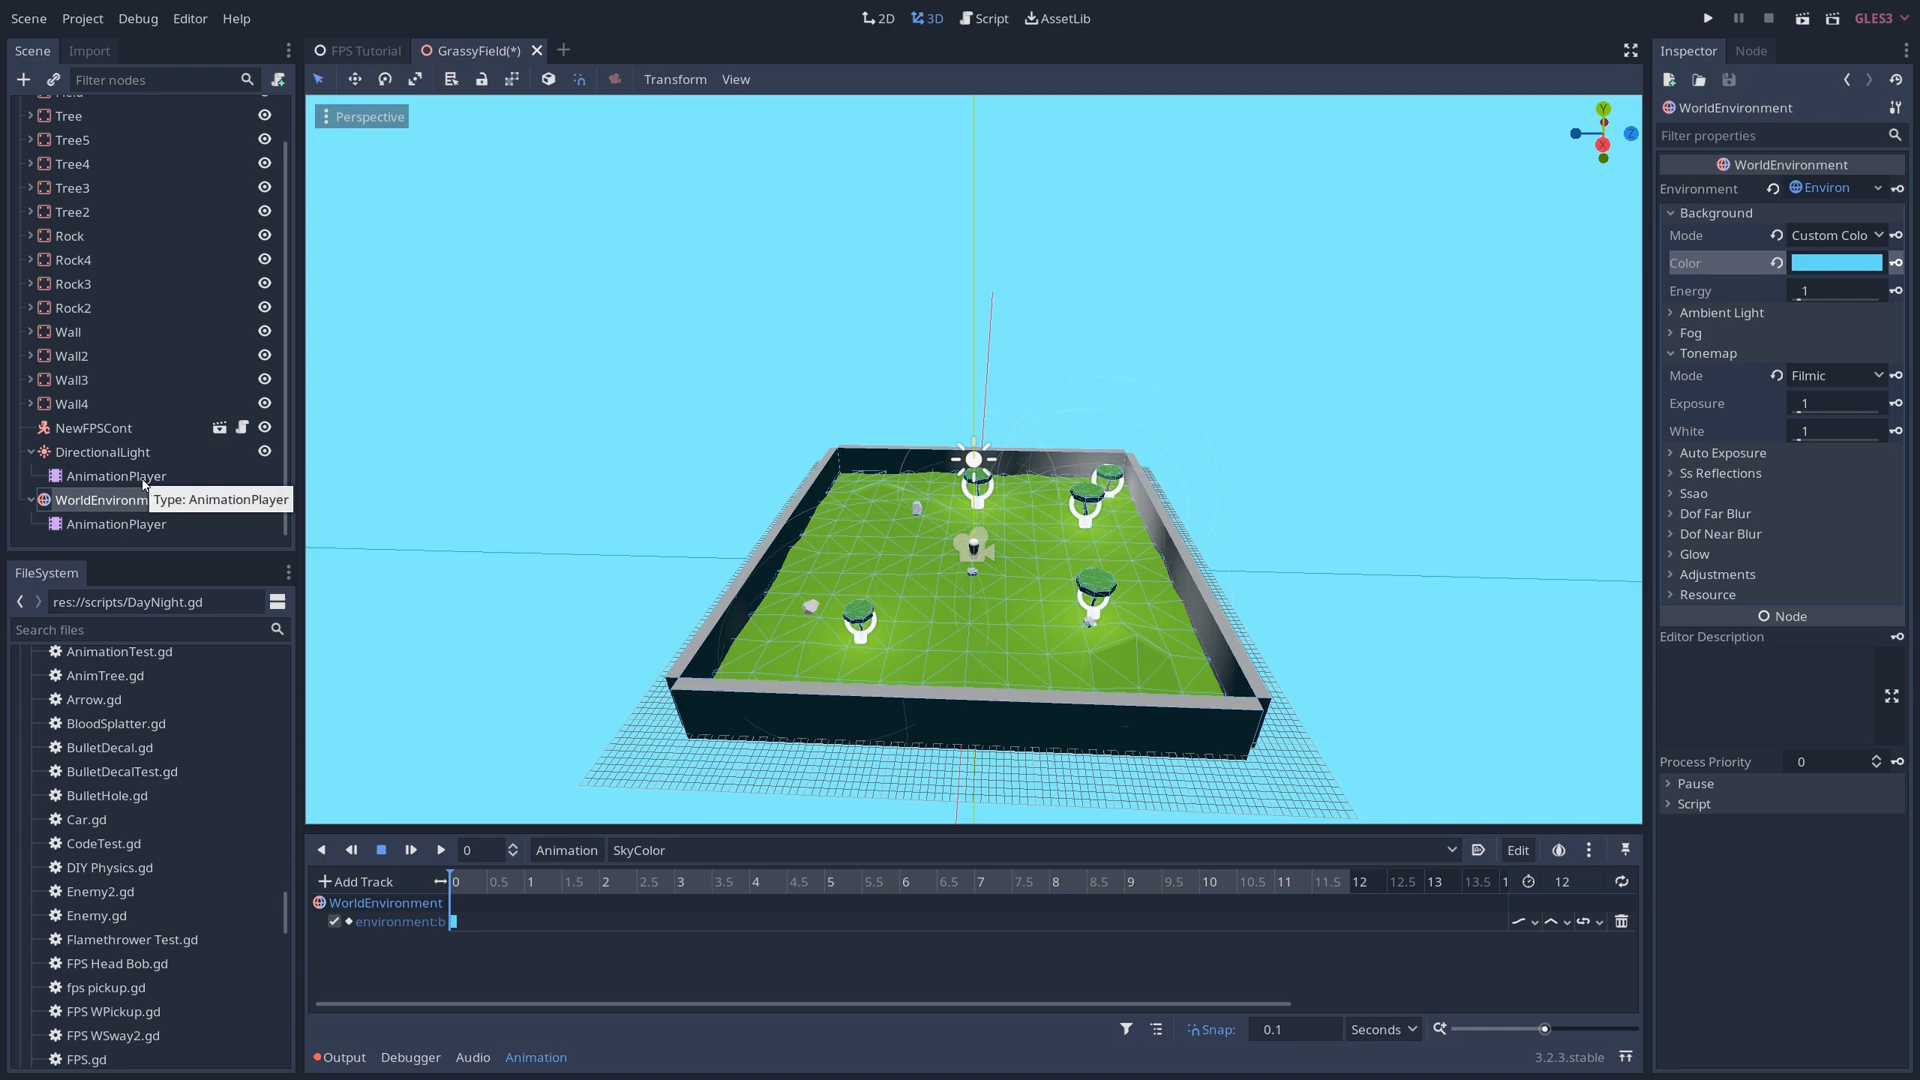 Scene Project Debug Editor Help 2D 3D Script AssetLib GLES3
Scene Import
FPS Tutorial GrassyField(*)
Inspector Node
Filter nodes
Transform View
Perspective
Y
Z
X
Tree
Tree5
Tree4
Tree3
Tree2
Rock
Rock4
Rock3
Rock2
Wall
Wall2
Wall3
Wall4
NewFPSCont
DirectionalLight
AnimationPlayer
WorldEnvironm
Type: AnimationPlayer
AnimationPlayer
FileSystem
res://scripts/DayNight.gd
Search files
AnimationTest.gd
AnimTree.gd
Arrow.gd
BloodSplatter.gd
BulletDecal.gd
BulletDecalTest.gd
BulletHole.gd
Car.gd
CodeTest.gd
DIY Physics.gd
Enemy2.gd
Enemy.gd
Flamethrower Test.gd
FPS Head Bob.gd
fps pickup.gd
FPS WPickup.gd
FPS WSway2.gd
FPS.gd
0 Animation SkyColor Edit
Add Track 0 0.5 1 1.5 2 2.5 3 3.5 4 4.5 5 5.5 6 6.5 7 7.5 8 8.5 9 9.5 10 10.5 11 11.5 12 12.5 13 13.5 1 12
WorldEnvironment
environment:b
Snap: 0.1 Seconds
Output Debugger Audio Animation 3.2.3.stable
WorldEnvironment
Filter properties
WorldEnvironment
Environment Environ
Background
Mode Custom Colo
Color
Energy 1
Ambient Light
Fog
Tonemap
Mode Filmic
Exposure 1
White 1
Auto Exposure
Ss Reflections
Ssao
Dof Far Blur
Dof Near Blur
Glow
Adjustments
Resource
Node
Editor Description
Process Priority 0
Pause
Script